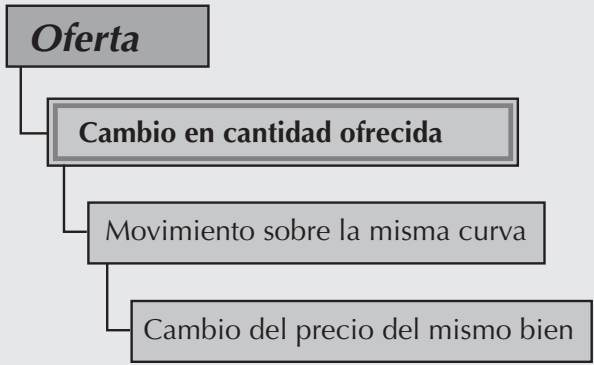 Oferta
Cambio en cantidad ofrecida
Movimiento sobre la misma curva
Cambio del precio del mismo bien